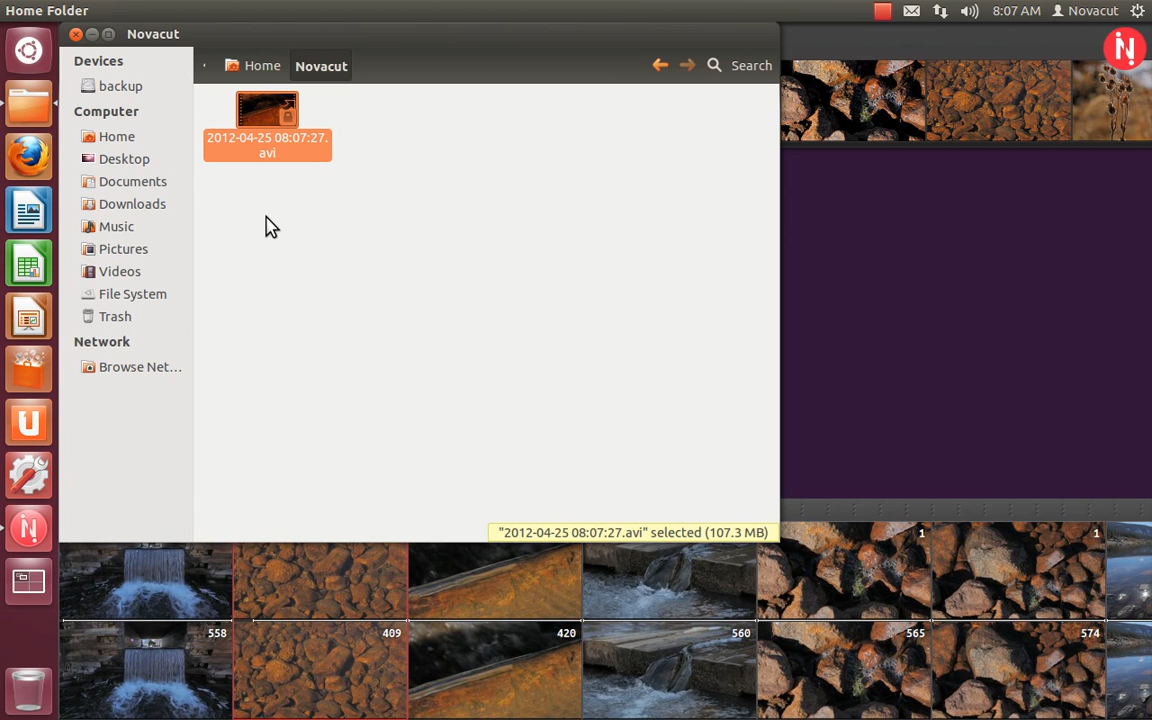 Home Folder
8:07 AM
Novacut
Novacut
Devices
backup
Computer
Home
Desktop
Documents
Downloads
Music
Pictures
Videos
File System
Trash
Network
Browse Net...
Home
Novacut
Search
2012-04-25 08:07:27.
avi
"2012-04-25 08:07:27.avi" selected (107.3 MB)
1
1
558
409
420
560
565
574